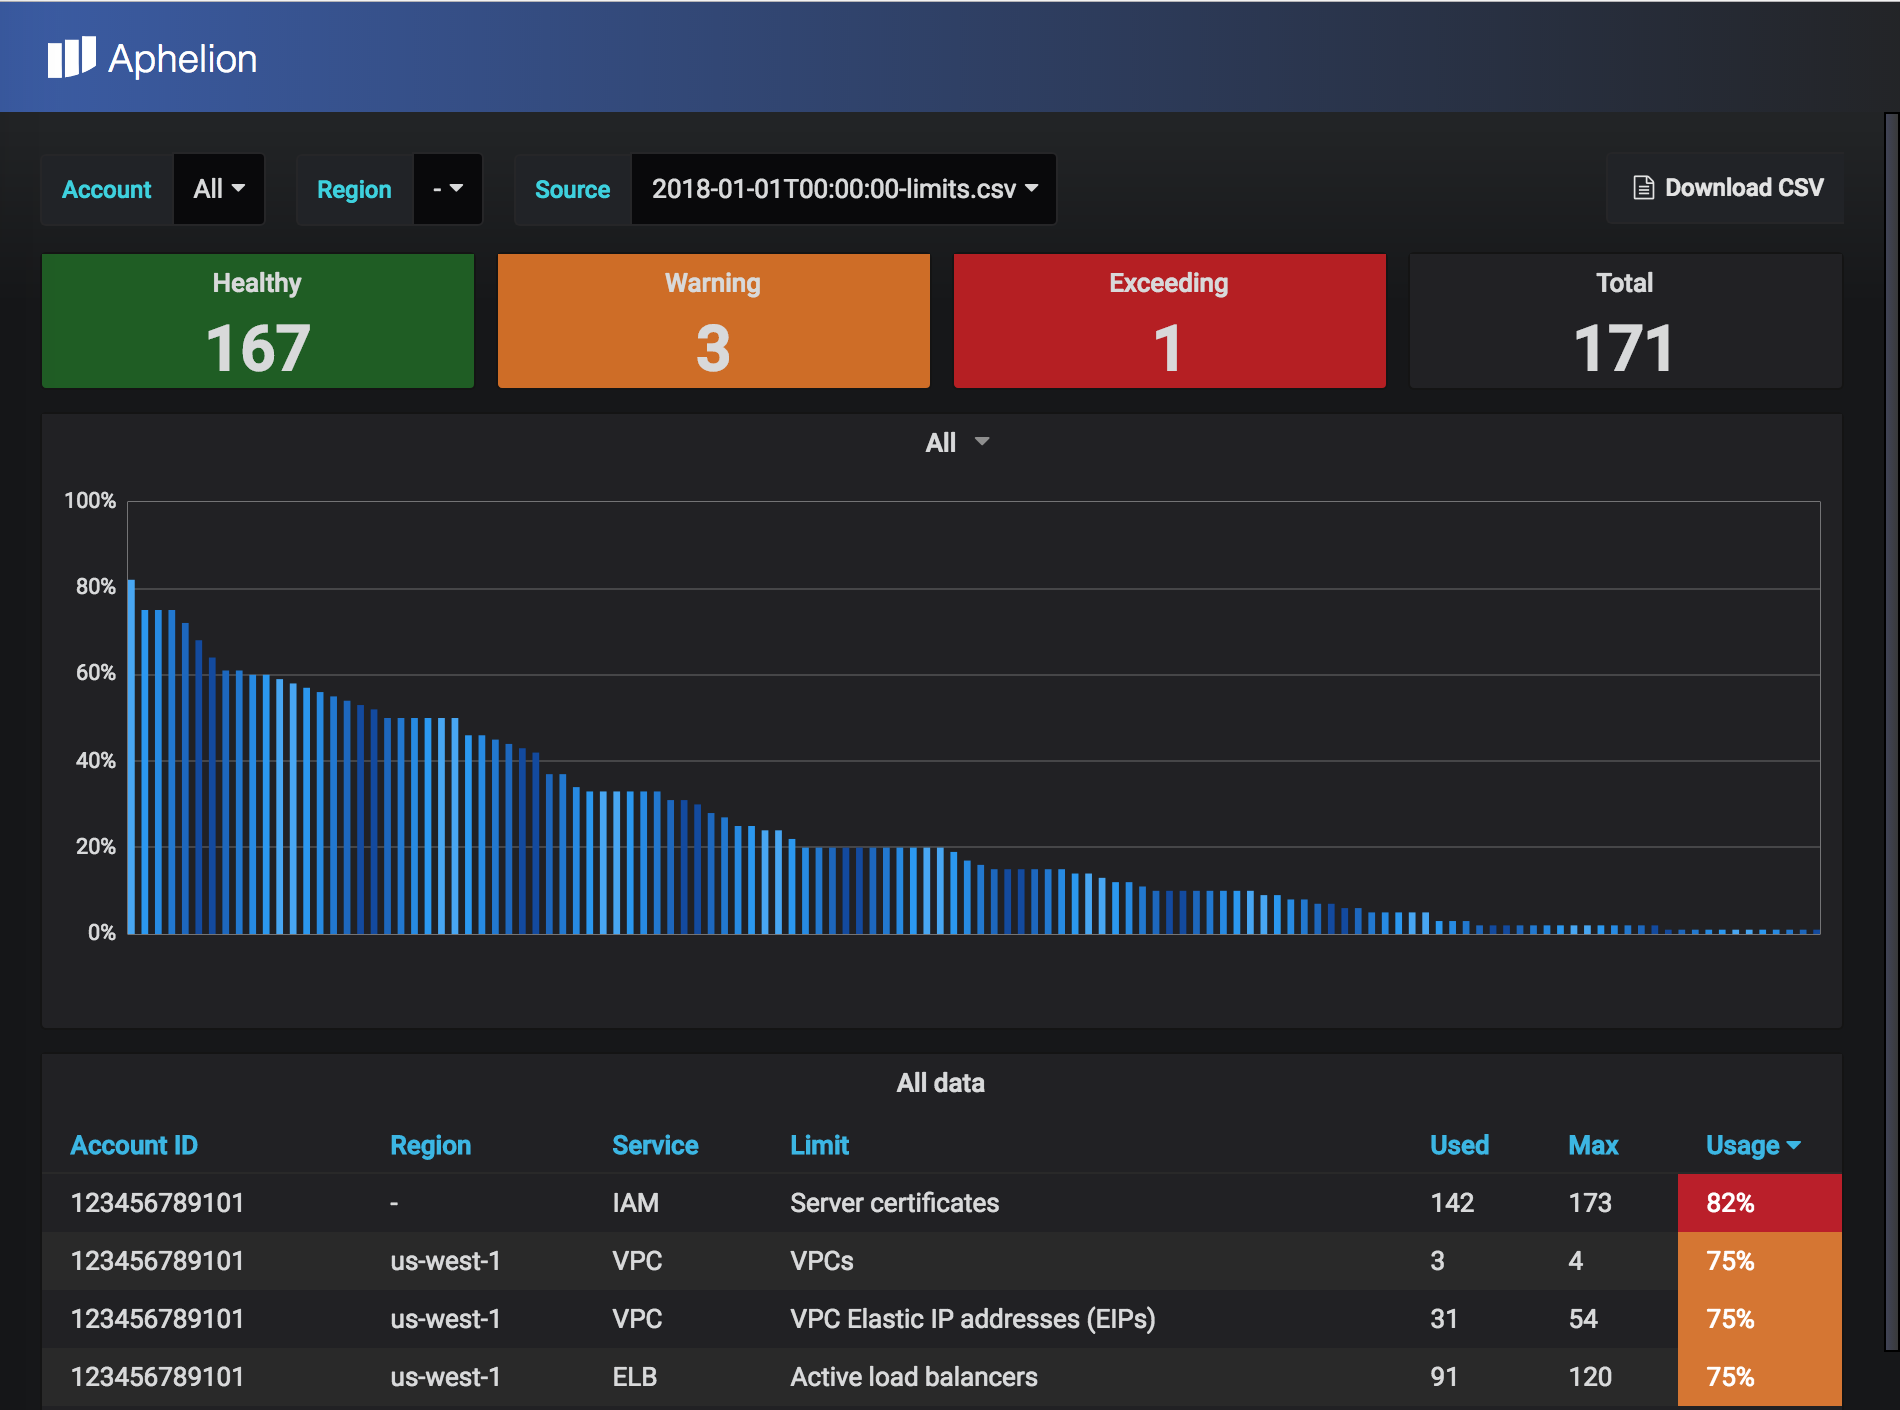 Aphelion
Account All Region - Source 2018-01-01T00:00:00-limits.csv Download CSV
Healthy Warning Exceeding Total
167 3 1 171
All
100%
80%
60%
40%
20%
0%
All data
Account ID Region Service Limit Used Max Usage
123456789101 - IAM Server certificates 142 173 82%
123456789101 us-west-1 VPC VPCs 3 4 75%
123456789101 us-west-1 VPC VPC Elastic IP addresses (EIPs) 31 54 75%
123456789101 us-west-1 ELB Active load balancers 91 120 75%